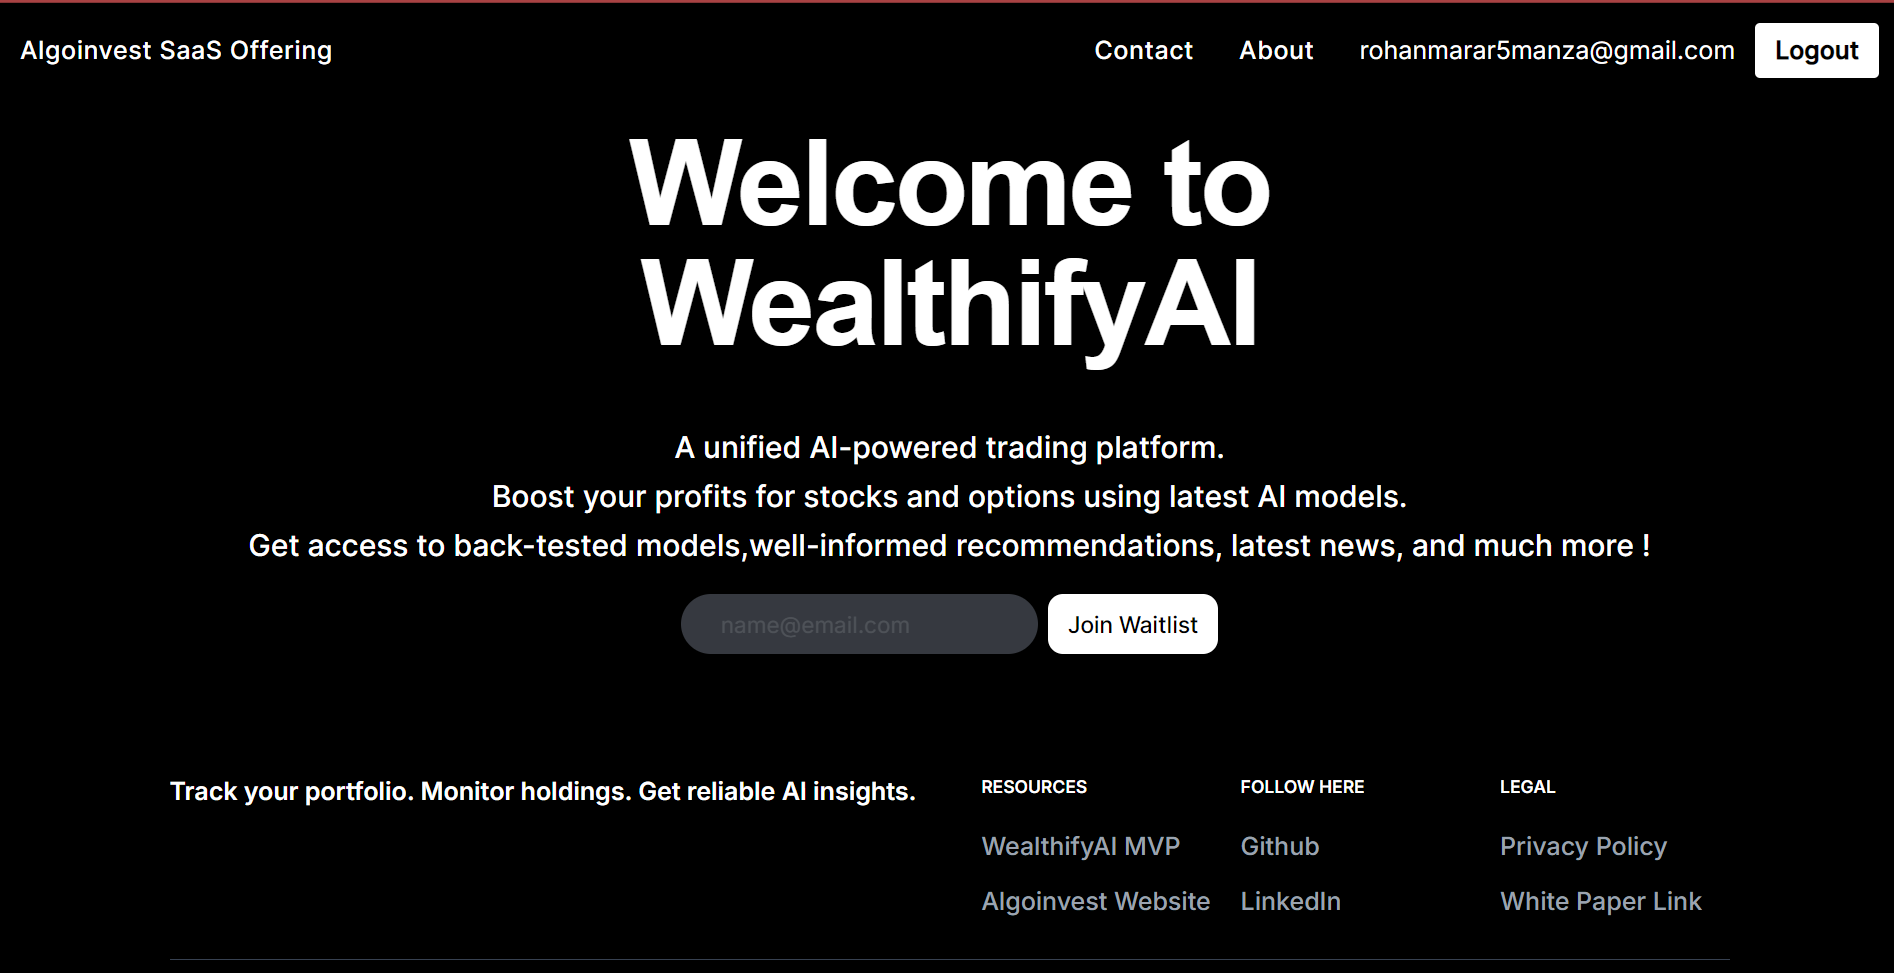 Algoinvest SaaS Offering
Contact
About
rohanmarar5manza@gmail.com
Logout
Welcome to
WealthifyAI
A unified AI-powered trading platform.
Boost your profits for stocks and options using latest AI models.
Get access to back-tested models,well-informed recommendations, latest news, and much more !
name@email.com
Join Waitlist
Track your portfolio. Monitor holdings. Get reliable AI insights.
RESOURCES
WealthifyAI MVP
Algoinvest Website
FOLLOW HERE
Github
LinkedIn
LEGAL
Privacy Policy
White Paper Link